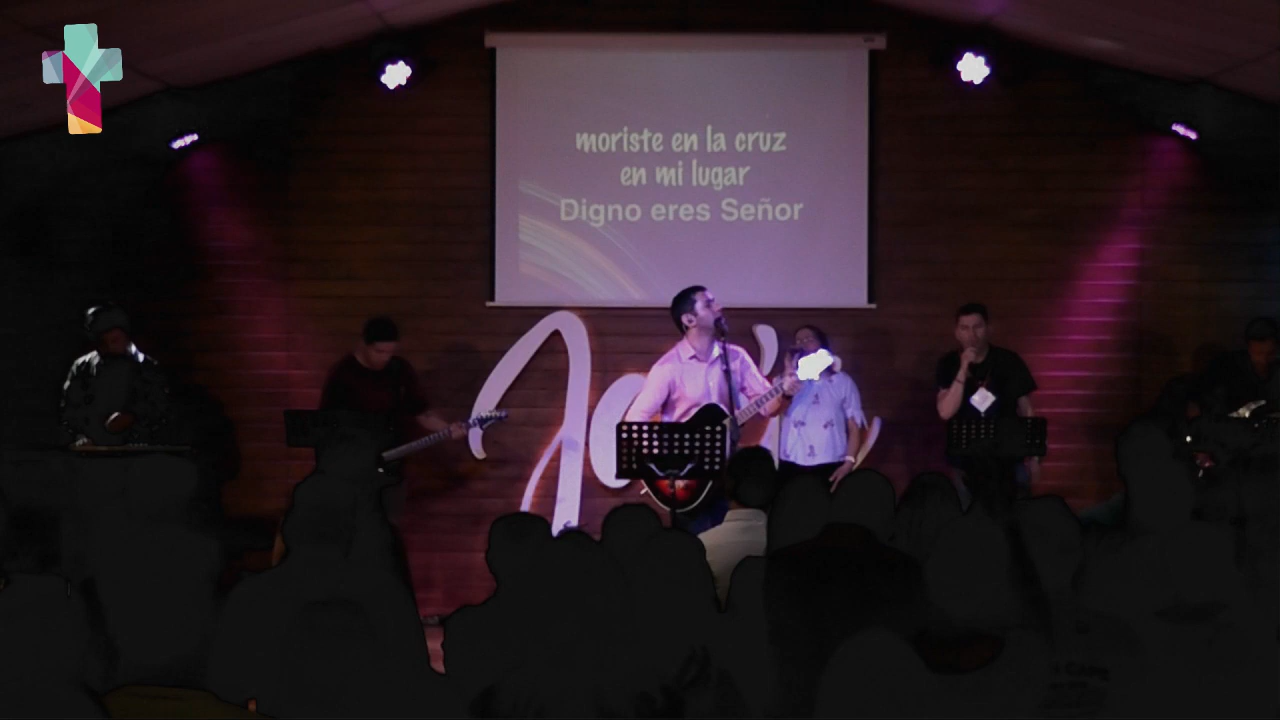 moriste en la cruz
en mi lugar
Digno eres Señor